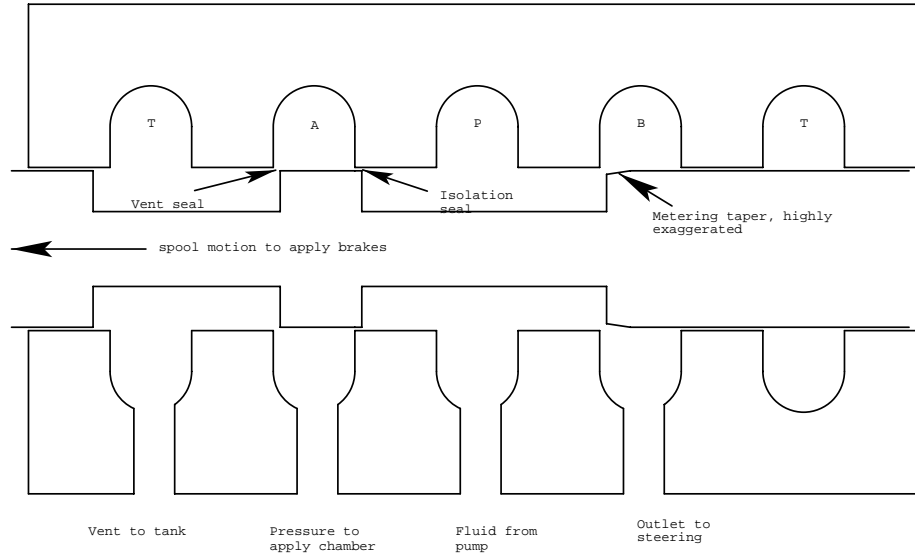 T
A
P
B
T
Vent seal
Isolation
seal
Metering taper, highly
exaggerated
spool motion to apply brakes
Vent to tank
Pressure to
apply chamber
Fluid from
pump
Outlet to
steering